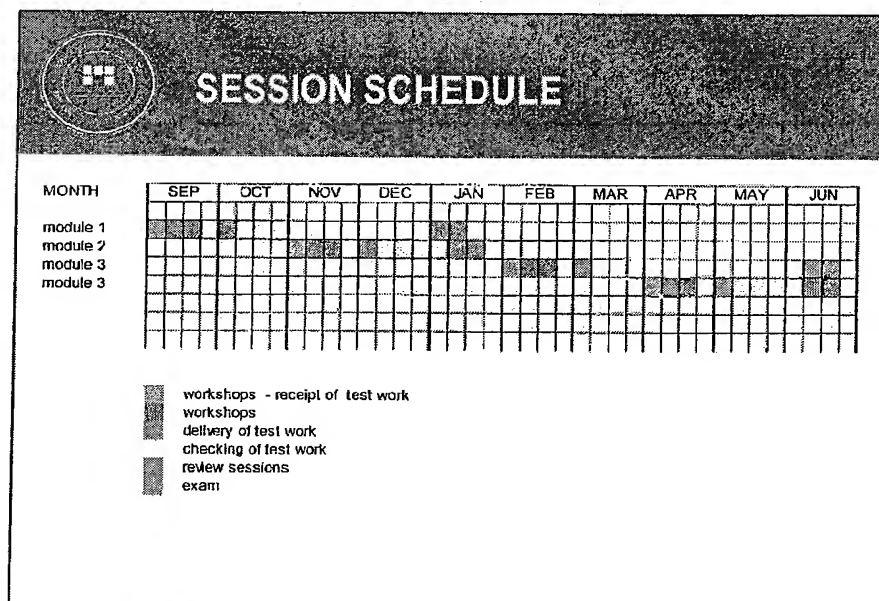 SESSION SCHEDULE
MONTH SEP OCT NOV DEC JAN FEB MAR APR MAY JUN
module 1
module 2
module 3
module 3
workshops - receipt of test work
workshops
delivery of test work
checking of test work
review sessions
exam